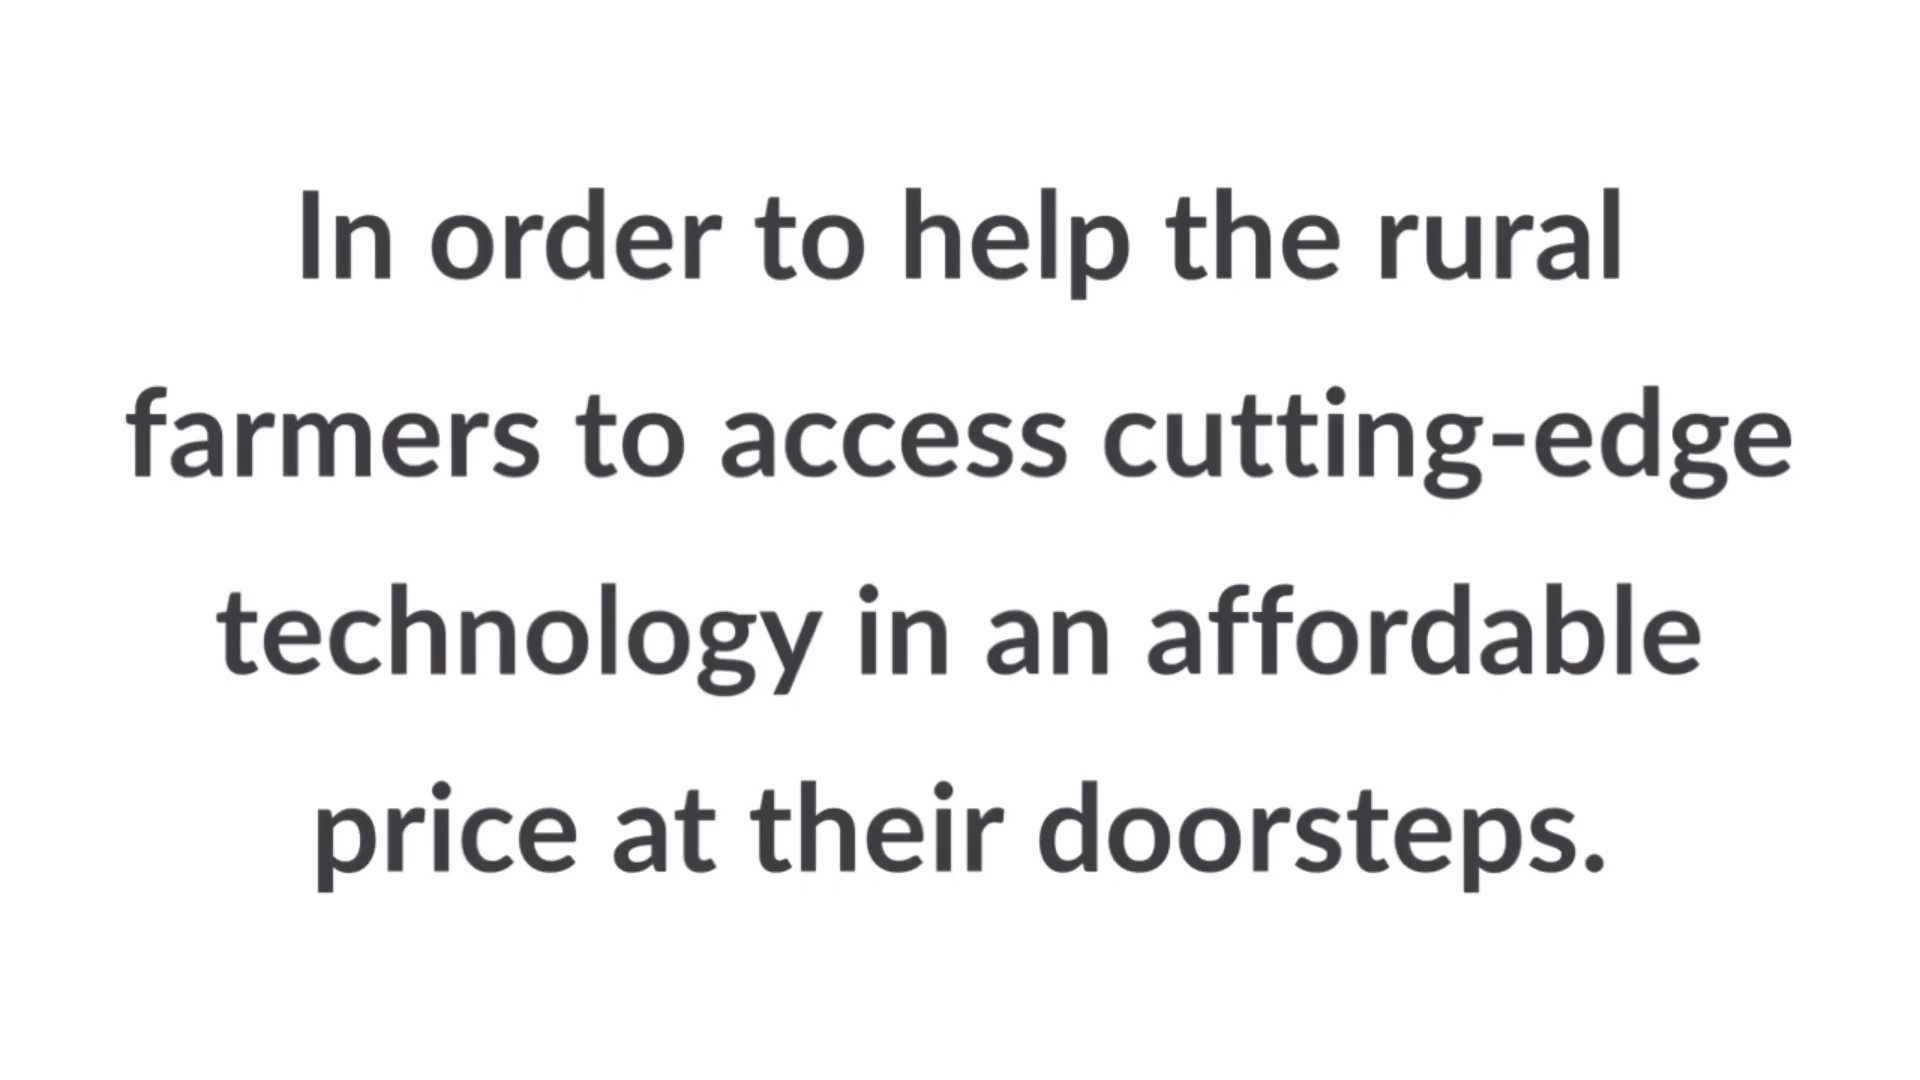 In order to help the rural
farmers to access cutting-edge
technology in an affordable
price at their doorsteps.